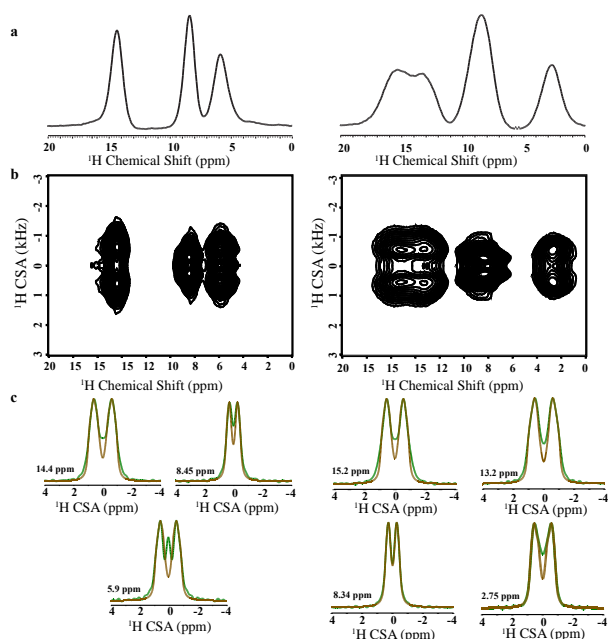 a
20 15 10 5 0 20 15 10 5 0
¹H Chemical Shift (ppm) ¹H Chemical Shift (ppm)
b
¹H CSA (kHz) ¹H CSA (kHz)
-3 -2 -1 0 1 2 3 -3 -2 -1 0 1 2 3
20 18 16 14 12 10 8 6 4 2 0 20 18 16 14 12 10 8 6 4 2 0
¹H Chemical Shift (ppm) ¹H Chemical Shift (ppm)
c
14.4 ppm 8.45 ppm 15.2 ppm 13.2 ppm
4 2 0 -2 -4 4 2 0 -2 -4 4 2 0 -2 -4 4 2 0 -2 -4
¹H CSA (ppm) ¹H CSA (ppm) ¹H CSA (ppm) ¹H CSA (ppm)
5.9 ppm 8.34 ppm 2.75 ppm
4 2 0 -2 -4 4 2 0 -2 -4 4 2 0 -2 -4
¹H CSA (ppm) ¹H CSA (ppm) ¹H CSA (ppm)